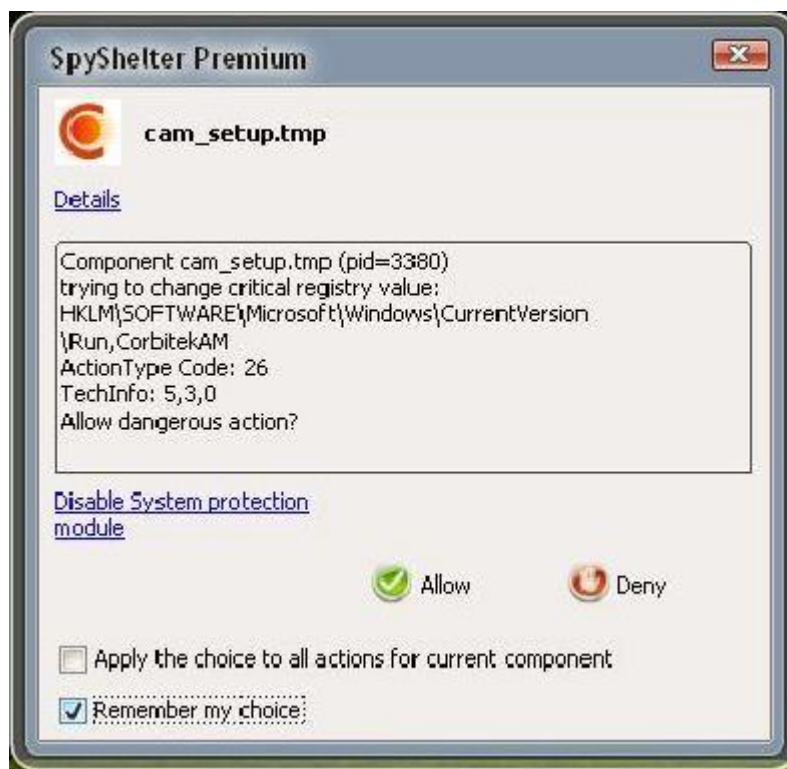 SpyShelter Premium
cam_setup.tmp
Details
Component cam_setup.tmp (pid=3380)
trying to change critical registry value:
HKLM\SOFTWARE\Microsoft\Windows\CurrentVersion
\Run,CorbitekAM
ActionType Code: 26
TechInfo: 5,3,0
Allow dangerous action?
Disable System protection
module
Allow
Deny
Apply the choice to all actions for current component
Remember my choice